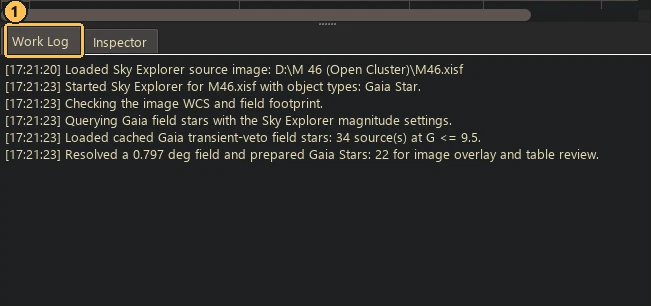 1
Work Log
Inspector
[17:21:20] Loaded Sky Explorer source image: D:\M 46 (Open Cluster)\M46.xisf
[17:21:23] Started Sky Explorer for M46.xisf with object types: Gaia Star.
[17:21:23] Checking the image WCS and field footprint.
[17:21:23] Querying Gaia field stars with the Sky Explorer magnitude settings.
[17:21:23] Loaded cached Gaia transient-veto field stars: 34 source(s) at G <= 9.5.
[17:21:23] Resolved a 0.797 deg field and prepared Gaia Stars: 22 for image overlay and table review.